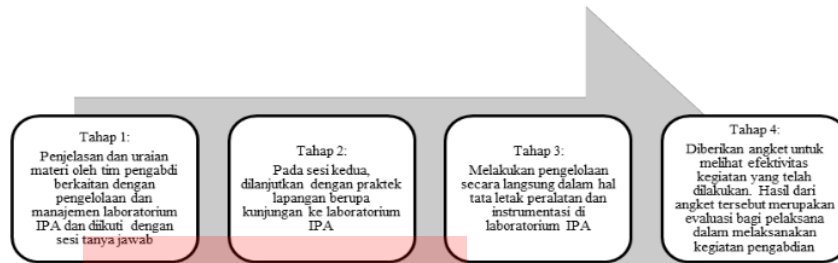 Tahap 1:
Penjelasan dan uraian
materi oleh tim pengabdi
berkaitan dengan
pengelolaan dan
manajemen laboratorium
IPA dan diikuti dengan
sesi tanya jawab
Tahap 2:
Pada sesi kedua,
dilanjutkan dengan praktek
lapangan berupa
kunjungan ke laboratorium
IPA
Tahap 3:
Melakukan pengelolaan
secara langsung dalam hal
tata letak peralatan dan
instrumentasi di
laboratorium IPA
Tahap 4:
Diberikan angket untuk
melihat efektivitas
kegiatan yang telah
dilakukan. Hasil dari
angket tersebut merupakan
evaluasi bagi pelaksana
dalam melaksanakan
kegiatan pengabdian